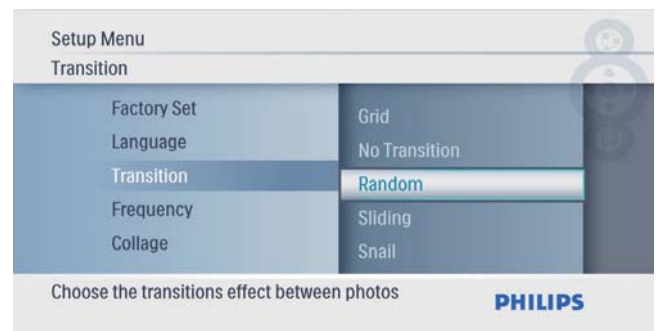 Setup Menu
Transition
Factory Set
Language
Transition
Frequency
Collage
Grid
No Transition
Random
Sliding
Snail
Choose the transitions effect between photos
PHILIPS